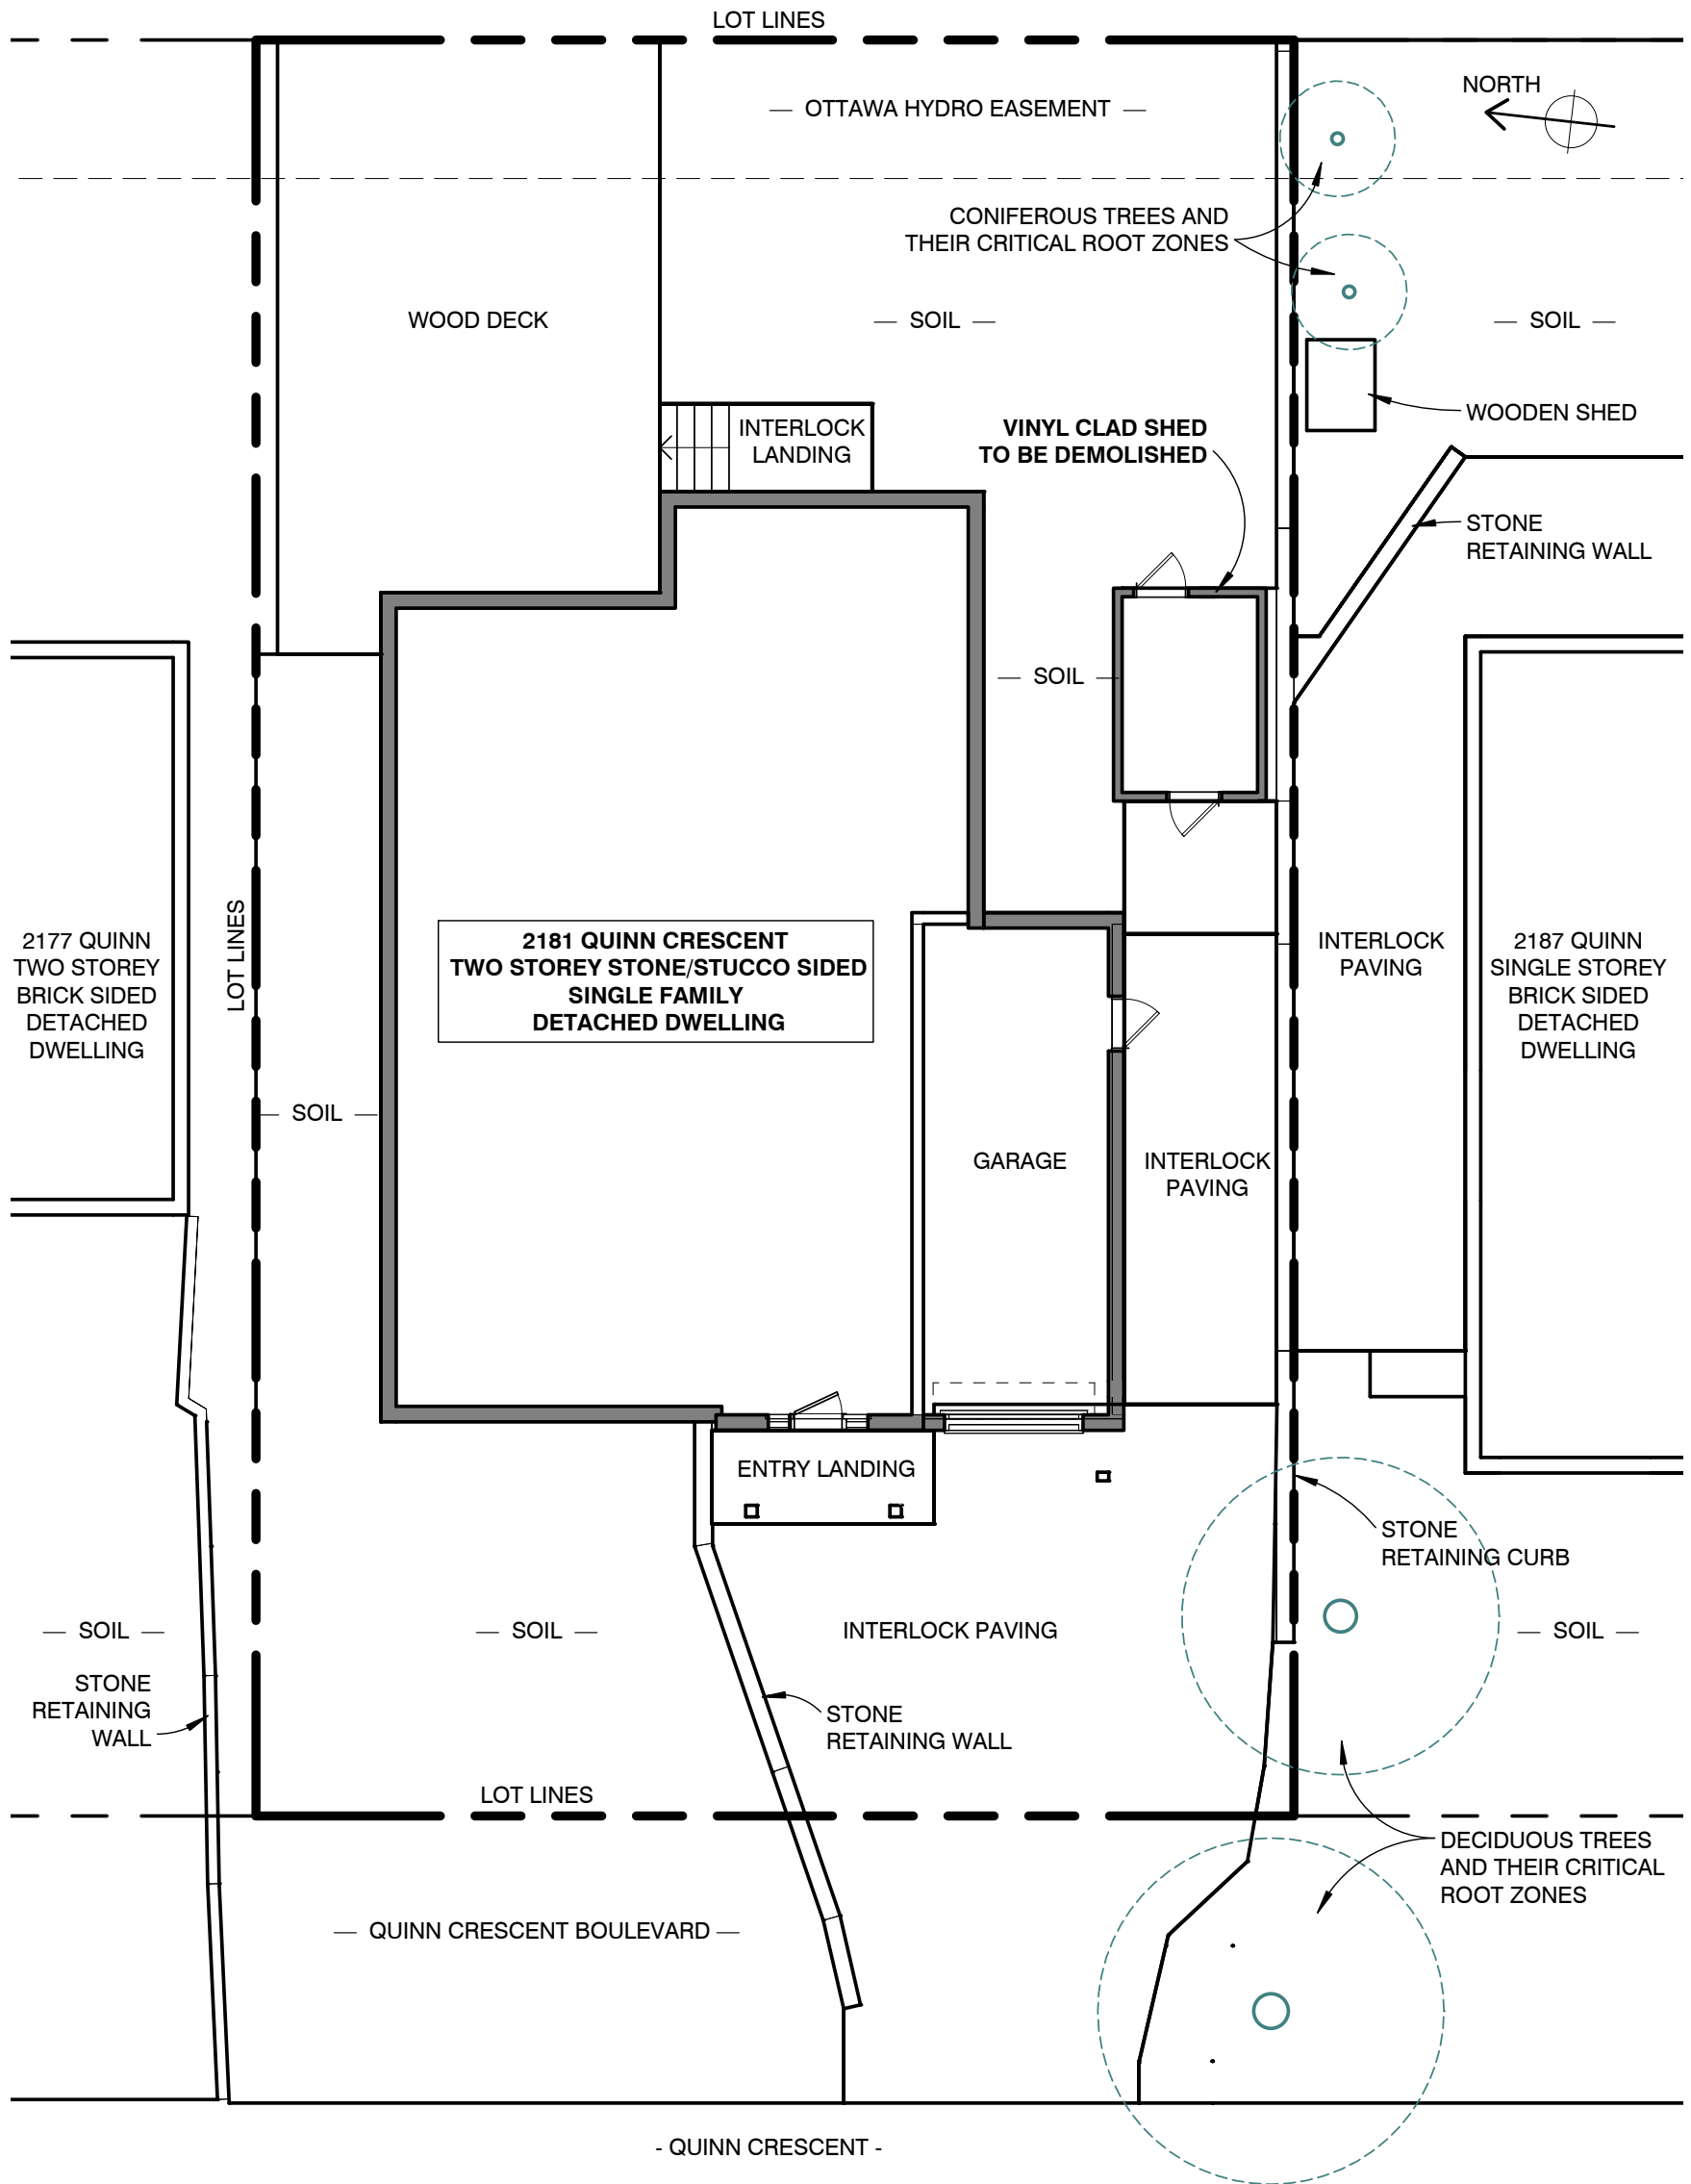 LOT LINES
NORTH
— OTTAWA HYDRO EASEMENT —
CONIFEROUS TREES AND
THEIR CRITICAL ROOT ZONES
WOOD DECK
— SOIL —
— SOIL —
WOODEN SHED
INTERLOCK
LANDING
VINYL CLAD SHED
TO BE DEMOLISHED
STONE
RETAINING WALL
— SOIL —
2177 QUINN
TWO STOREY
BRICK SIDED
DETACHED
DWELLING
LOT LINES
2181 QUINN CRESCENT
TWO STOREY STONE/STUCCO SIDED
SINGLE FAMILY
DETACHED DWELLING
INTERLOCK
PAVING
2187 QUINN
SINGLE STOREY
BRICK SIDED
DETACHED
DWELLING
— SOIL —
GARAGE
INTERLOCK
PAVING
ENTRY LANDING
STONE
RETAINING CURB
— SOIL —
— SOIL —
INTERLOCK PAVING
— SOIL —
STONE
RETAINING
WALL
STONE
RETAINING WALL
LOT LINES
DECIDUOUS TREES
AND THEIR CRITICAL
ROOT ZONES
— QUINN CRESCENT BOULEVARD —
- QUINN CRESCENT -